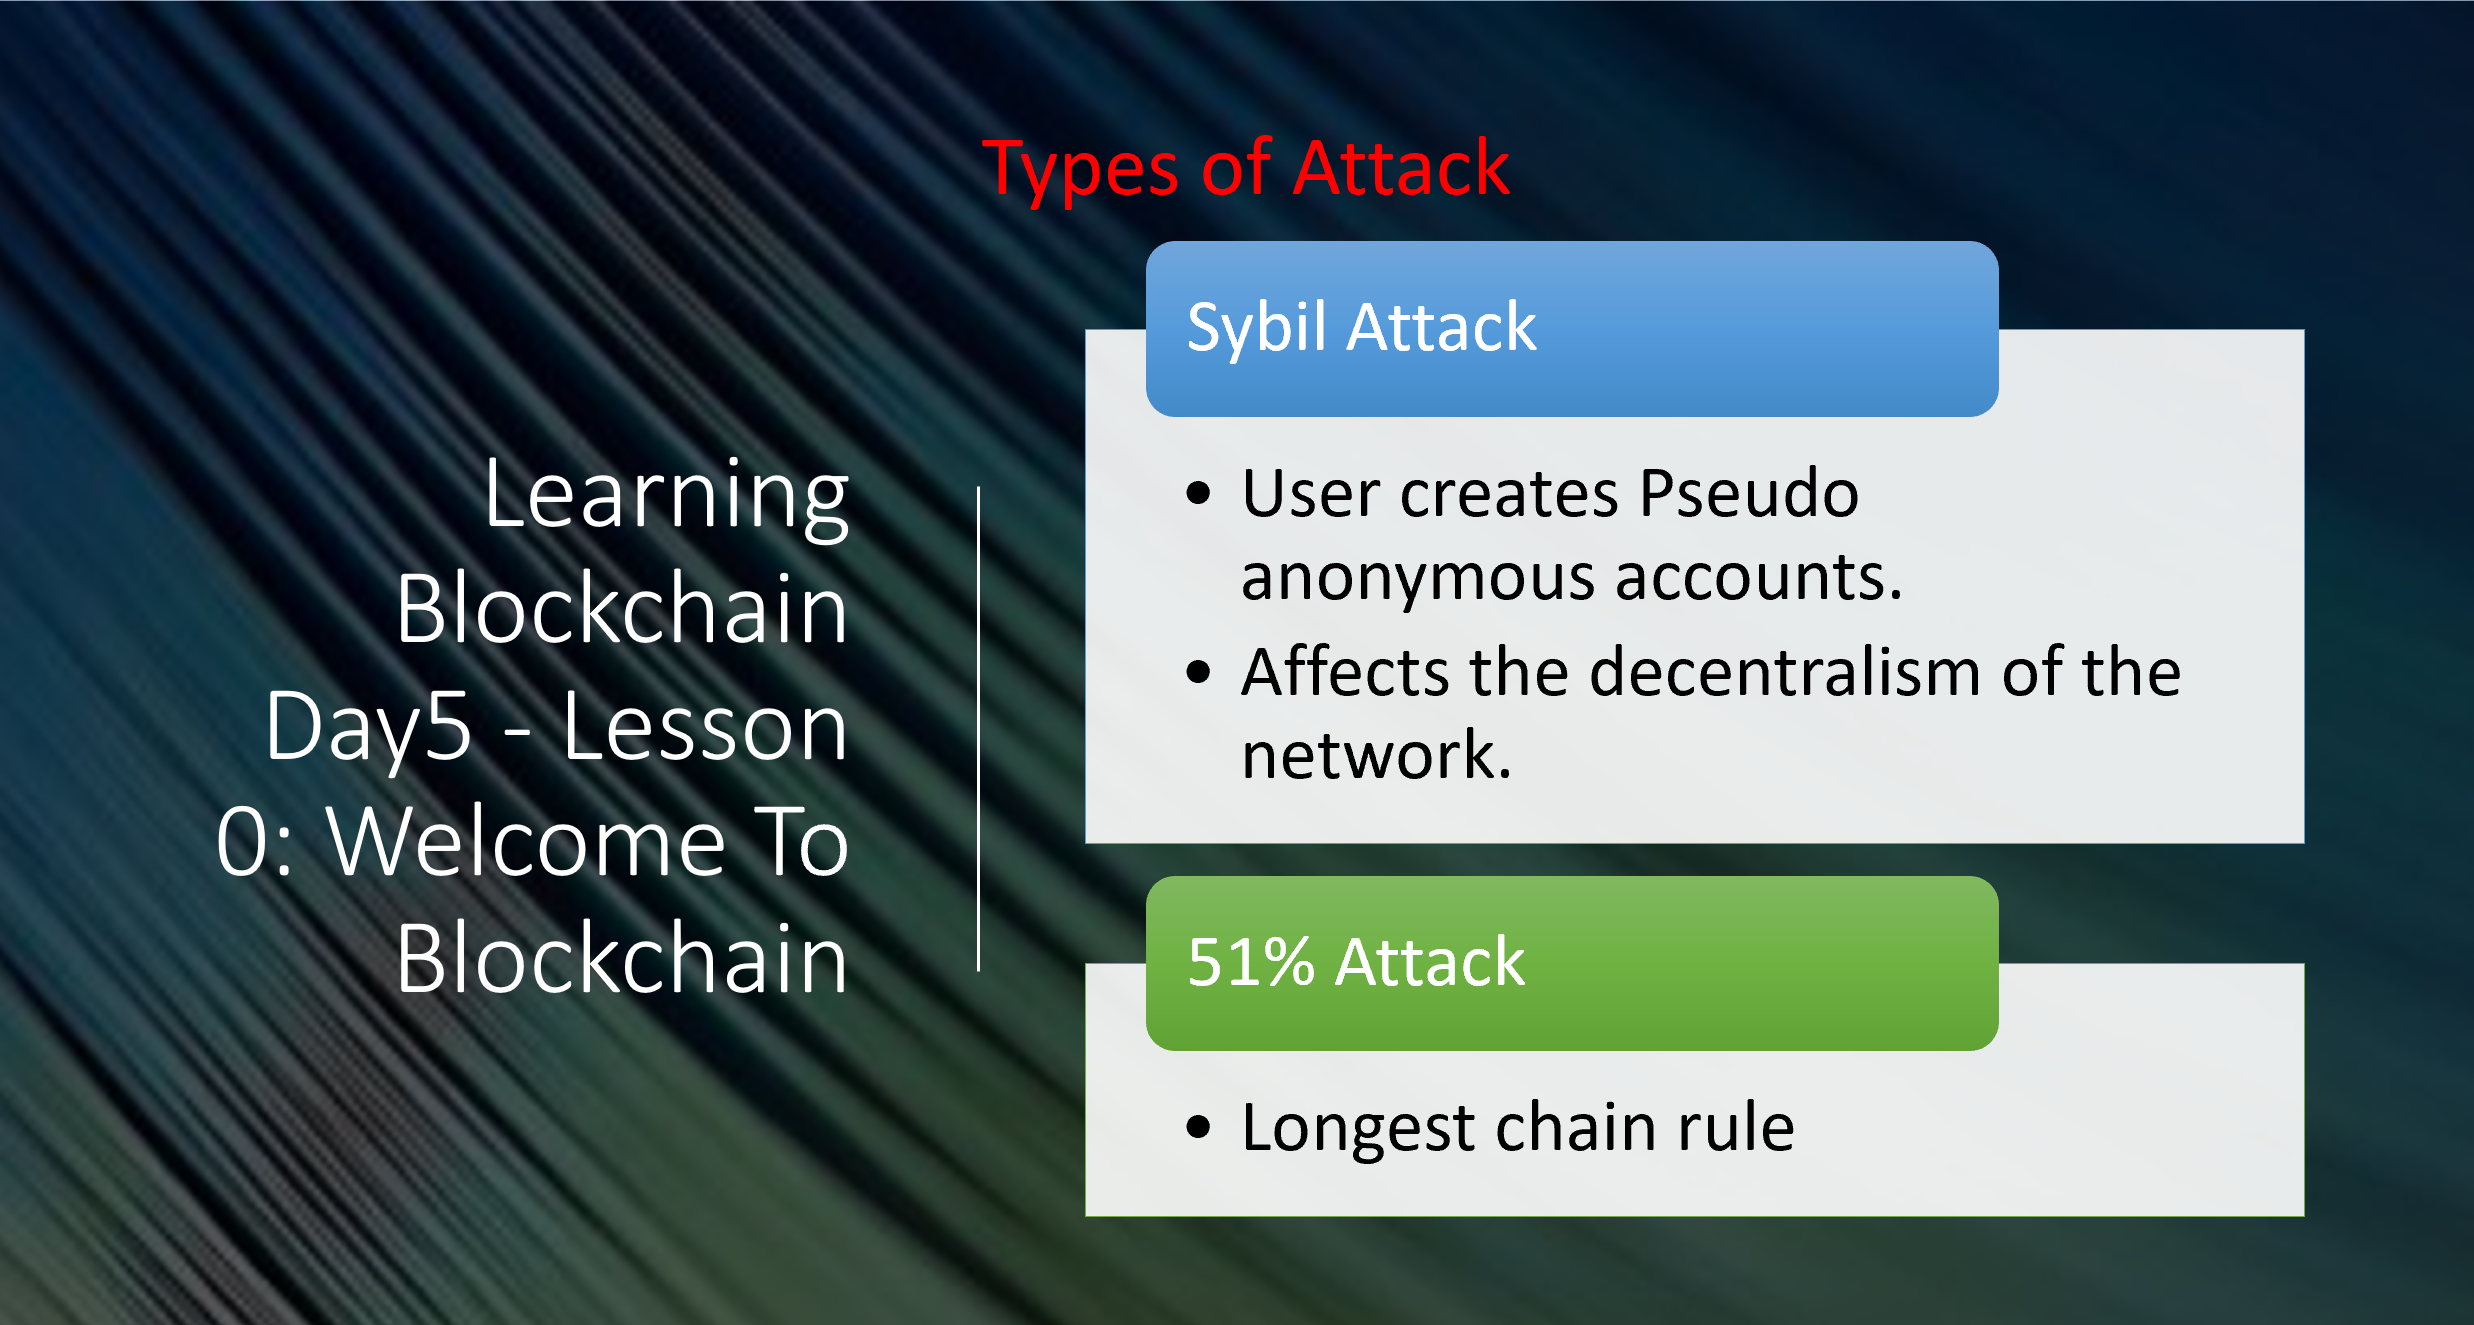 Types of Attack
Learning
Blockchain
Day5 - Lesson
0: Welcome To
Blockchain
Sybil Attack
• User creates Pseudo
anonymous accounts.
• Affects the decentralism of the
network.
51% Attack
• Longest chain rule